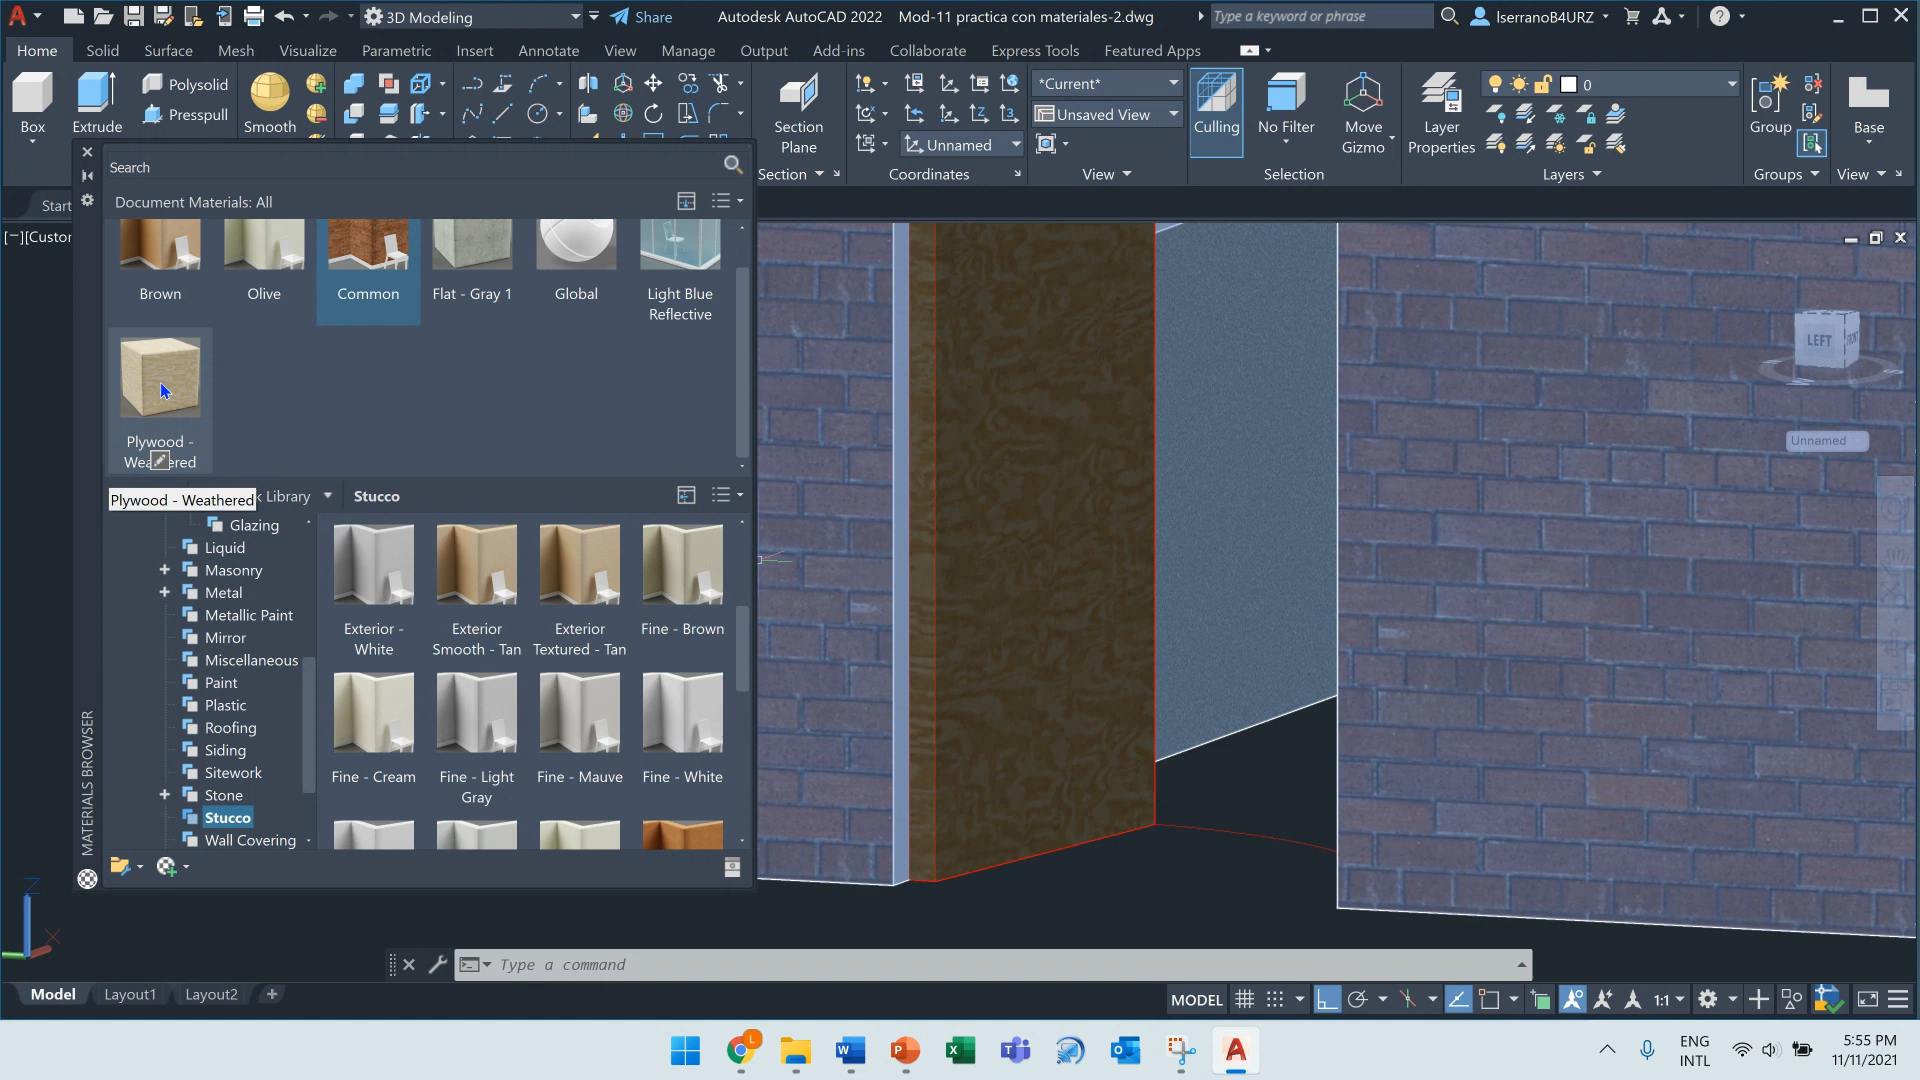 3D Modeling
Share
Autodesk AutoCAD 2022 Mod-11 practica con materiales-2.dwg
Type a keyword or phrase
lserranoB4URZ
Home Solid Surface Mesh Visualize Parametric Insert Annotate View Manage Output Add-ins Collaborate Express Tools Featured Apps
Box
Extrude
Polysolid
Presspull
Smooth
Section
Plane
Section
Unnamed
Coordinates
*Current*
Unsaved View
View
Culling
No Filter
Move
Gizmo
Selection
Layer
Properties
0
Layers
Group
Groups
Base
View
Start
[−][Custom
Search
Document Materials: All
Brown
Olive
Common
Flat - Gray 1
Global
Light Blue
Reflective
Plywood -
Weathered
Plywood - Weathered
k Library
Stucco
Glazing
Liquid
Masonry
Metal
Metallic Paint
Mirror
Miscellaneous
Paint
Plastic
Roofing
Siding
Sitework
Stone
Stucco
Wall Covering
Exterior -
White
Exterior
Smooth - Tan
Exterior
Textured - Tan
Fine - Brown
Fine - Cream
Fine - Light
Gray
Fine - Mauve
Fine - White
MATERIALS BROWSER
LEFT
FRONT
Unnamed
Z
X
Type a command
Model Layout1 Layout2
MODEL
1:1
L
ENG
INTL
5:55 PM
11/11/2021